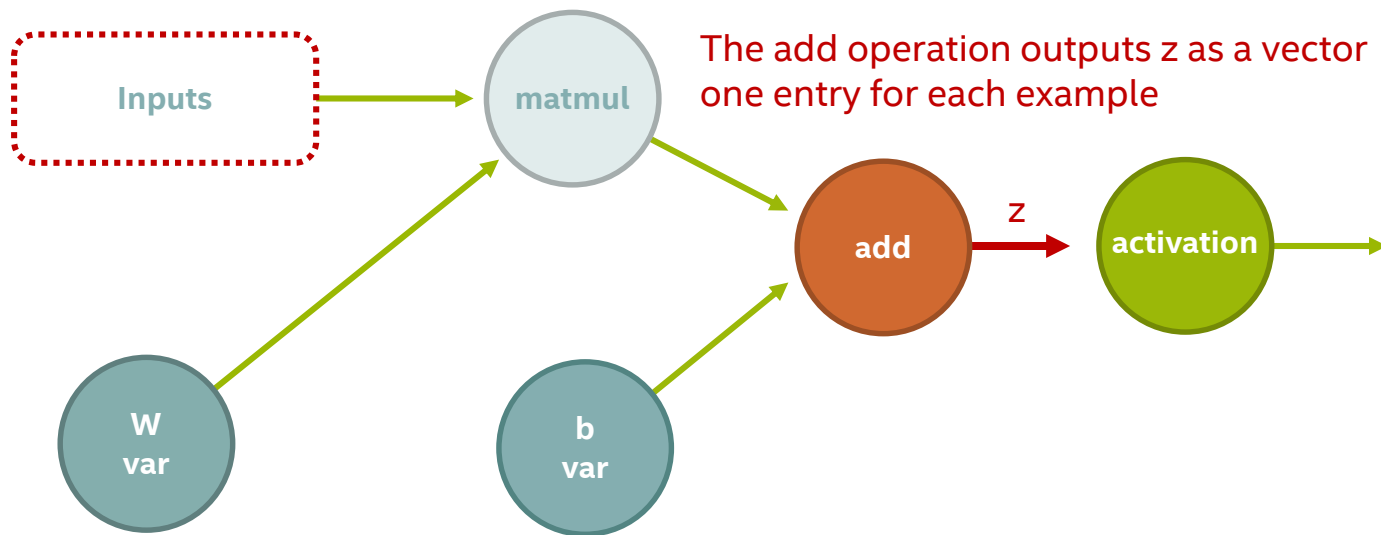 Inputs
matmul
The add operation outputs z as a vector
one entry for each example
add
z
activation
W
var
b
var